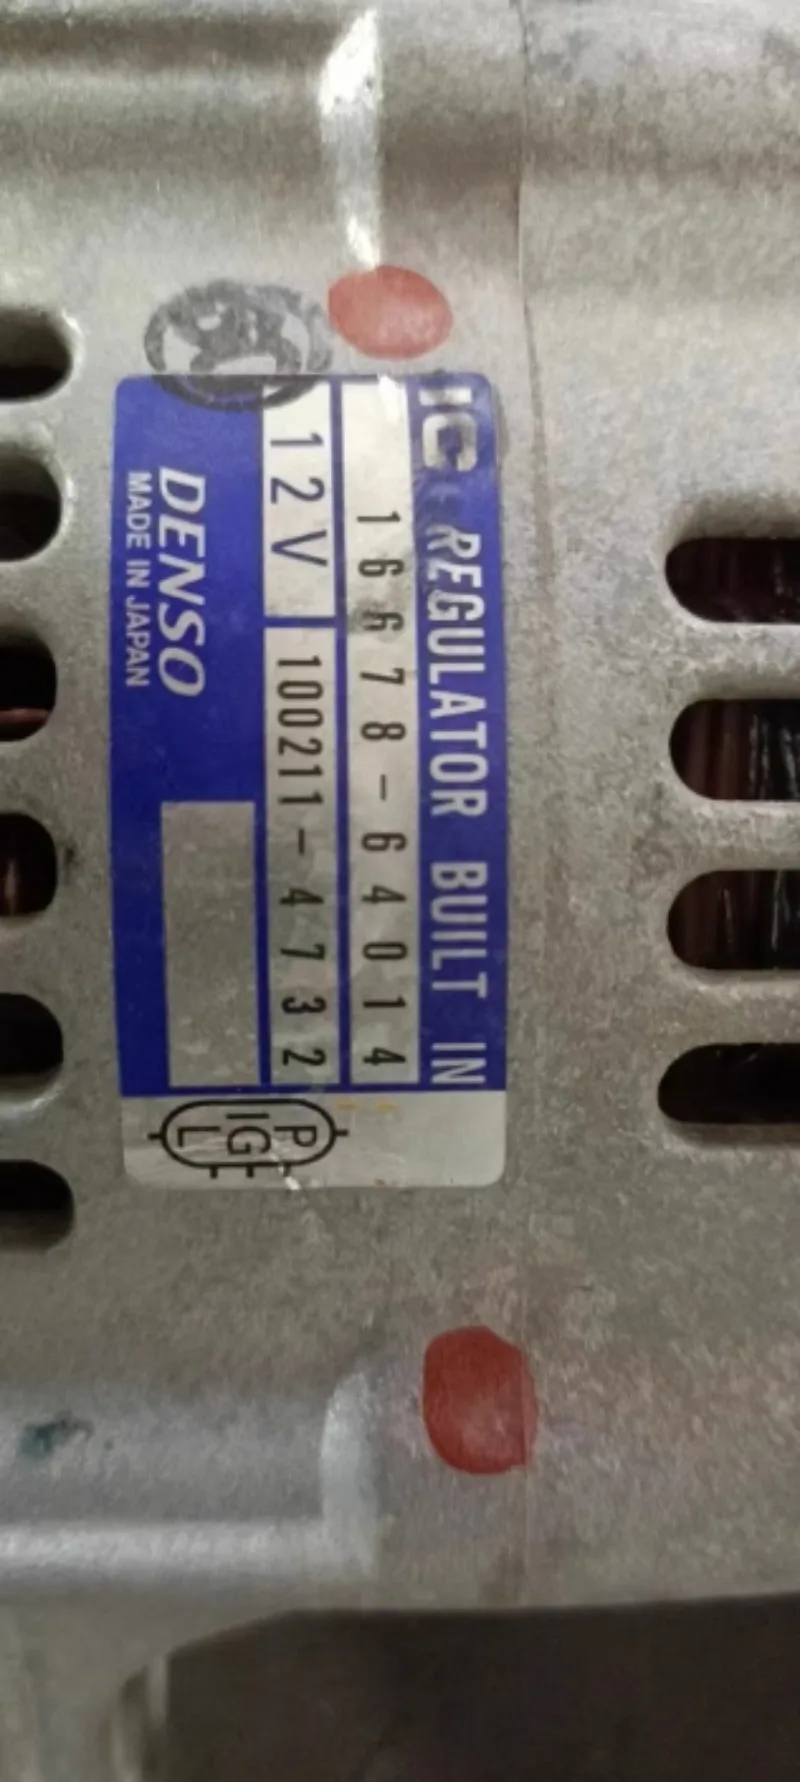 IC REGULATOR BUILT IN
16678-64014
12V 100211-4732
DENSO
MADE IN JAPAN
P
IG
L